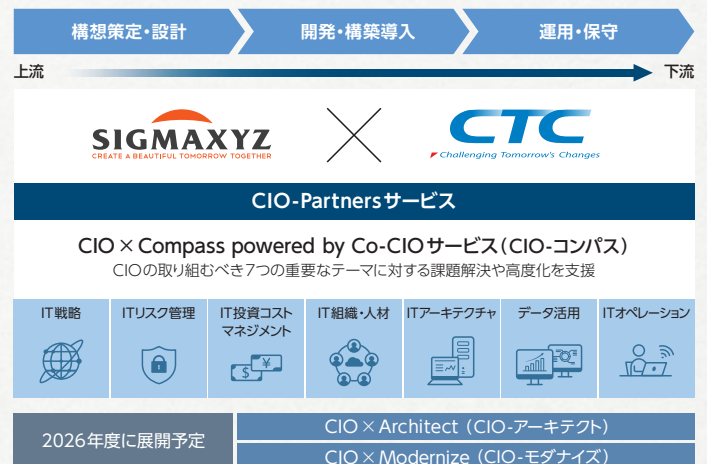 構想策定・設計
開発・構築導入
運用・保守
上流
下流
SIGMAXYZ
CREATE A BEAUTIFUL TOMORROW TOGETHER
CTC
Challenging Tomorrow's Changes
CIO-Partnersサービス
CIO×Compass powered by Co-CIOサービス(CIO-コンパス)
CIOの取り組むべき7つの重要なテーマに対する課題解決や高度化を支援
IT戦略
ITリスク管理
IT投資コスト
マネジメント
IT組織・人材
ITアーキテクチャ
データ活用
ITオペレーション
$ ¥
2026年度に展開予定
CIO×Architect(CIO-アーキテクト)
CIO×Modernize(CIO-モダナイズ)